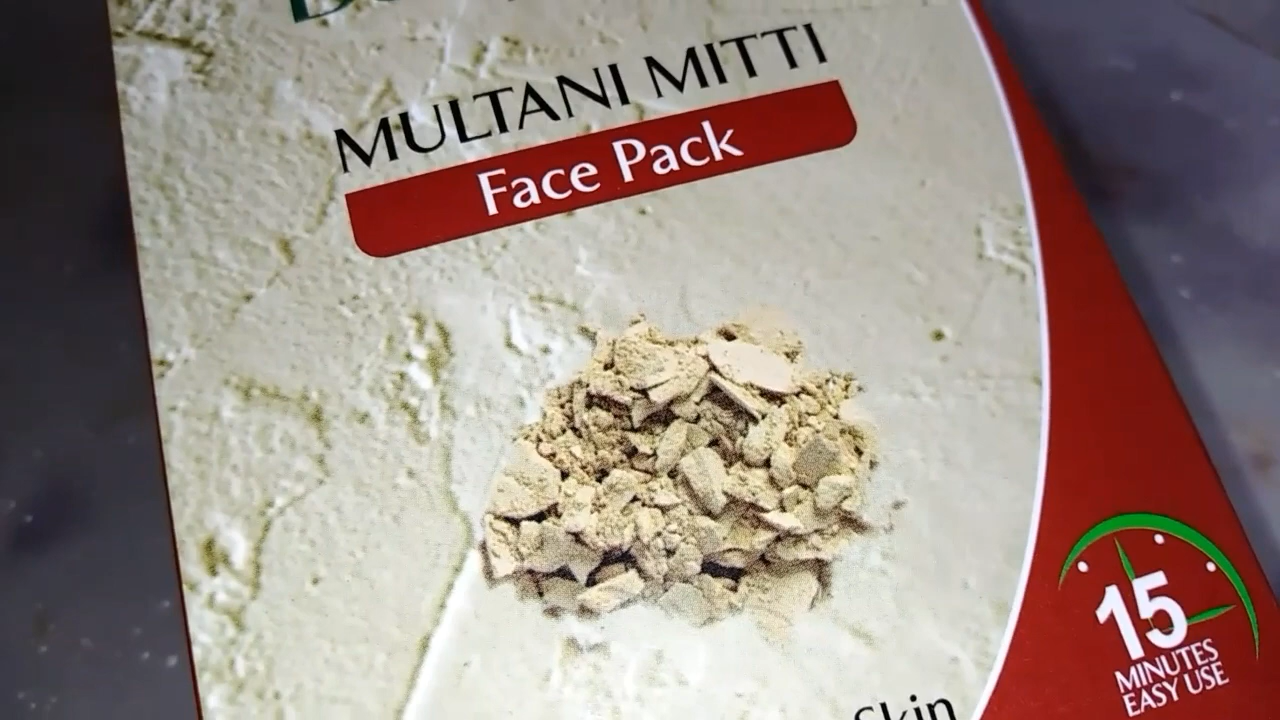 MULTANI MITTI
Face Pack
15
MINUTES
EASY USE
Skin